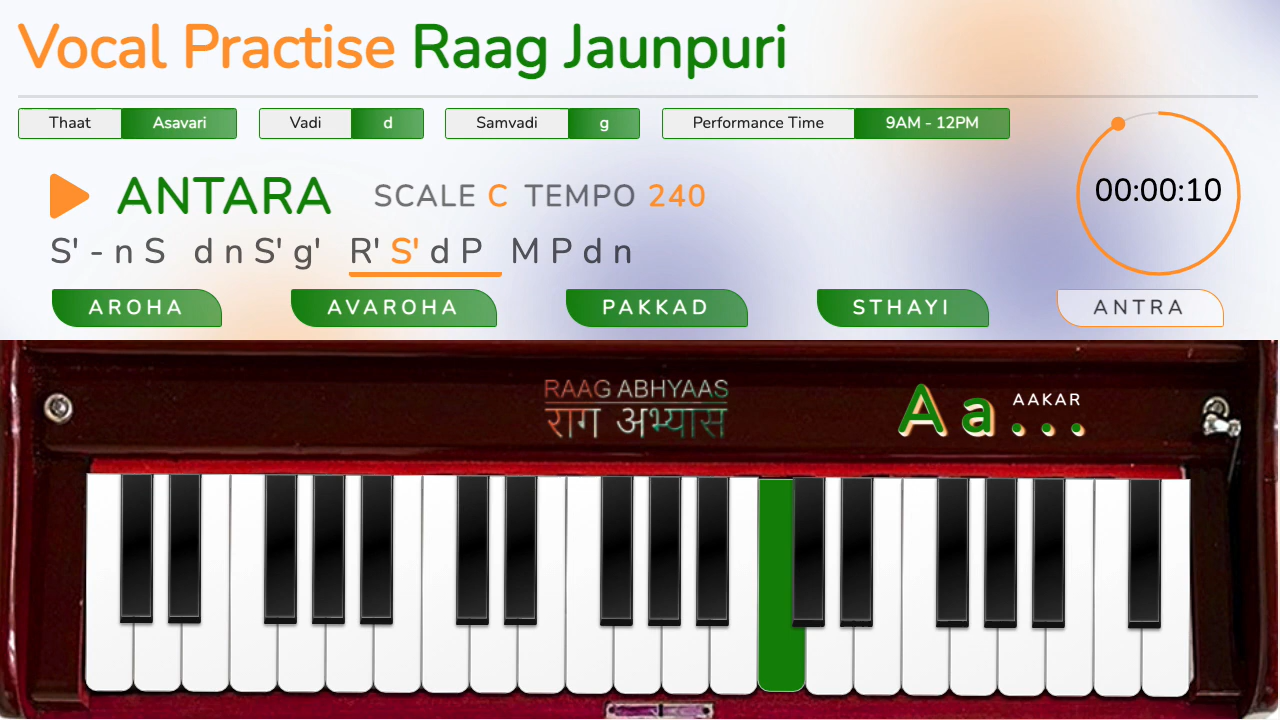 Vocal Practise Raag Jaunpuri
Thaat Asavari Vadi d Samvadi g Performance Time 9AM - 12PM
ANTARA SCALE C TEMPO 240
00:00:10
S' - n S d n S' g' R' S' d P M P d n
AROHA AVAROHA PAKKAD STHAYI ANTRA
RAAG ABHYAAS
राग अभ्यास
A a . . . AAKAR